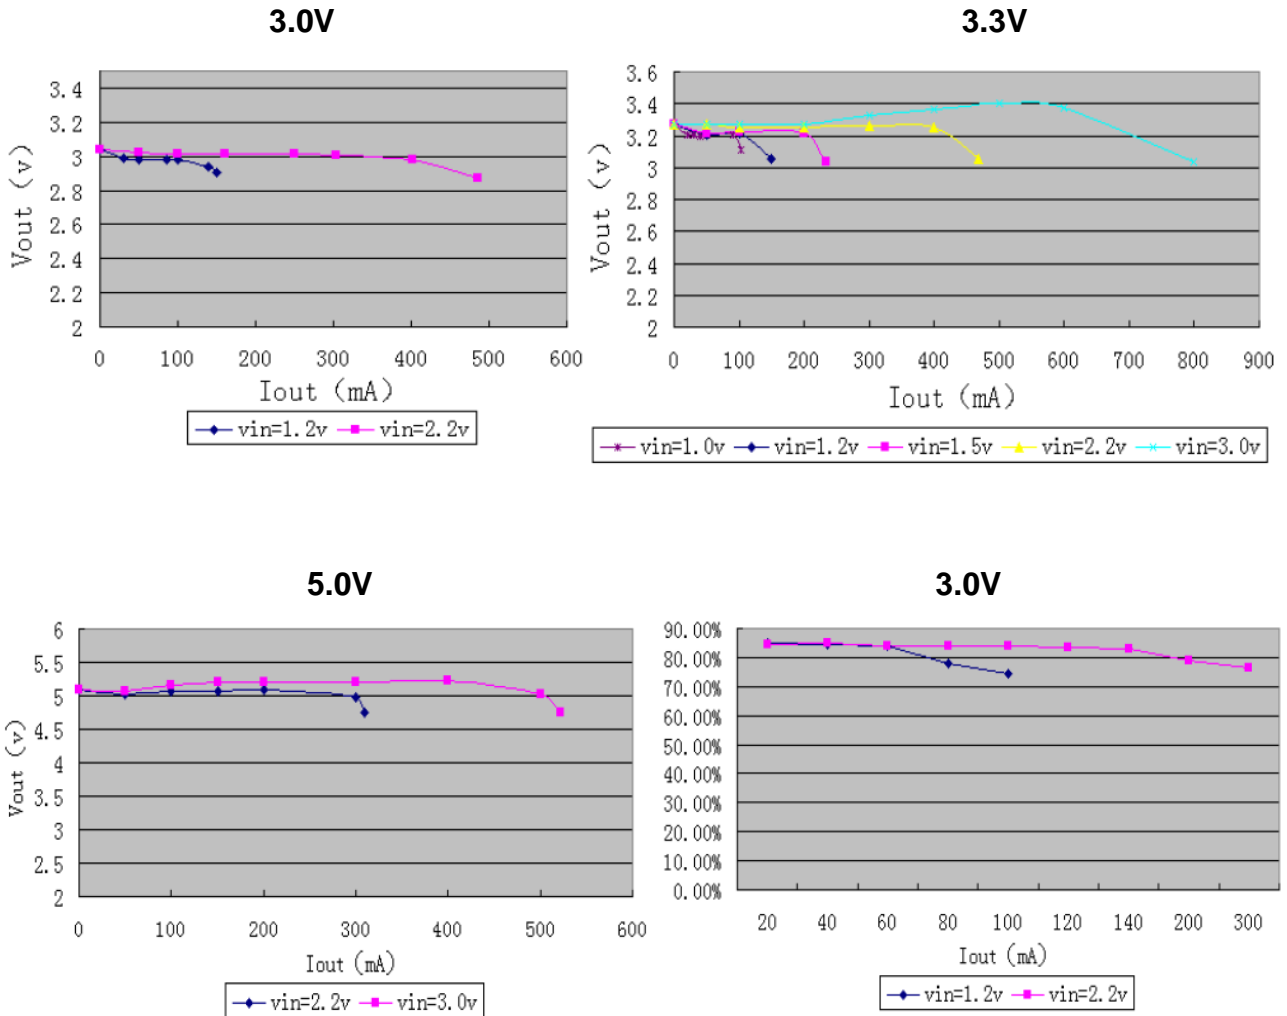 3.0V
3.4
3.2
3
2.8
2.6
2.4
2.2
2
Vout (v)
0 100 200 300 400 500 600
Iout (mA)
vin=1.2v vin=2.2v
3.3V
3.6
3.4
3.2
3
2.8
2.6
2.4
2.2
2
Vout (v)
0 100 200 300 400 500 600 700 800 900
Iout (mA)
vin=1.0v vin=1.2v vin=1.5v vin=2.2v vin=3.0v
5.0V
6
5.5
5
4.5
4
3.5
3
2.5
2
Vout (v)
0 100 200 300 400 500 600
Iout (mA)
vin=2.2v vin=3.0v
3.0V
90.00%
80.00%
70.00%
60.00%
50.00%
40.00%
30.00%
20.00%
10.00%
0.00%
20 40 60 80 100 120 140 200 300
Iout (mA)
vin=1.2v vin=2.2v